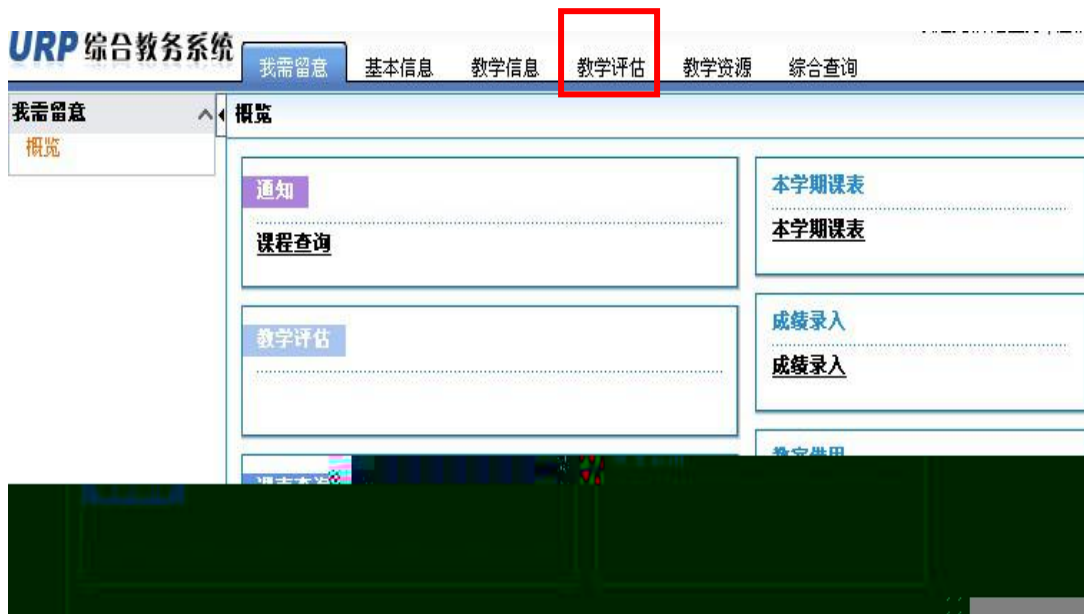 URP 综合教务系统
我需留意 基本信息 教学信息 教学评估 教学资源 综合查询
我需留意
概览
概览
通知
课程查询
教学评估
本学期课表
本学期课表
成绩录入
成绩录入